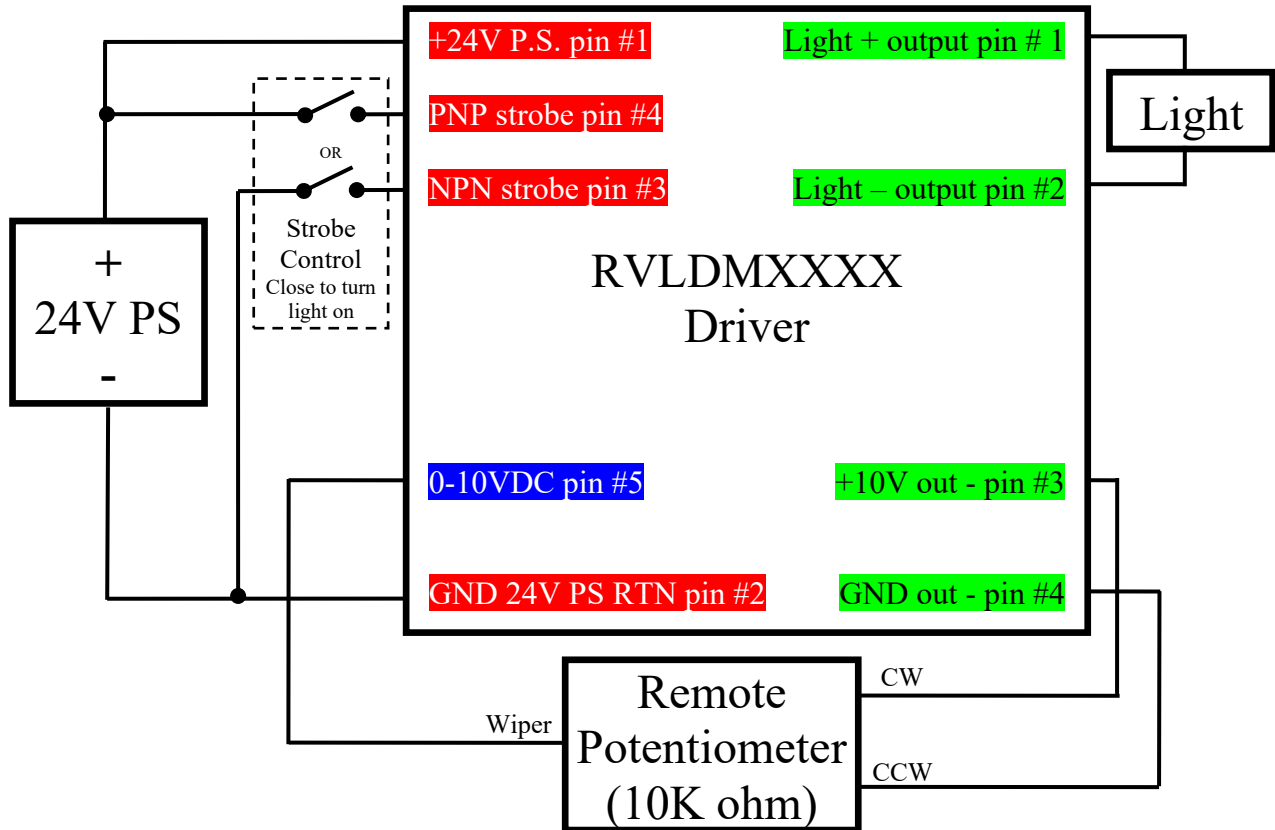 +24V P.S. pin #1
Light + output pin # 1
PNP strobe pin #4
Light
OR
NPN strobe pin #3
Light – output pin #2
Strobe
Control
Close to turn
light on
+
24V PS
-
RVLDMXXXX
Driver
0-10VDC pin #5
+10V out - pin #3
GND 24V PS RTN pin #2
GND out - pin #4
CW
Wiper
Remote
Potentiometer
(10K ohm)
CCW